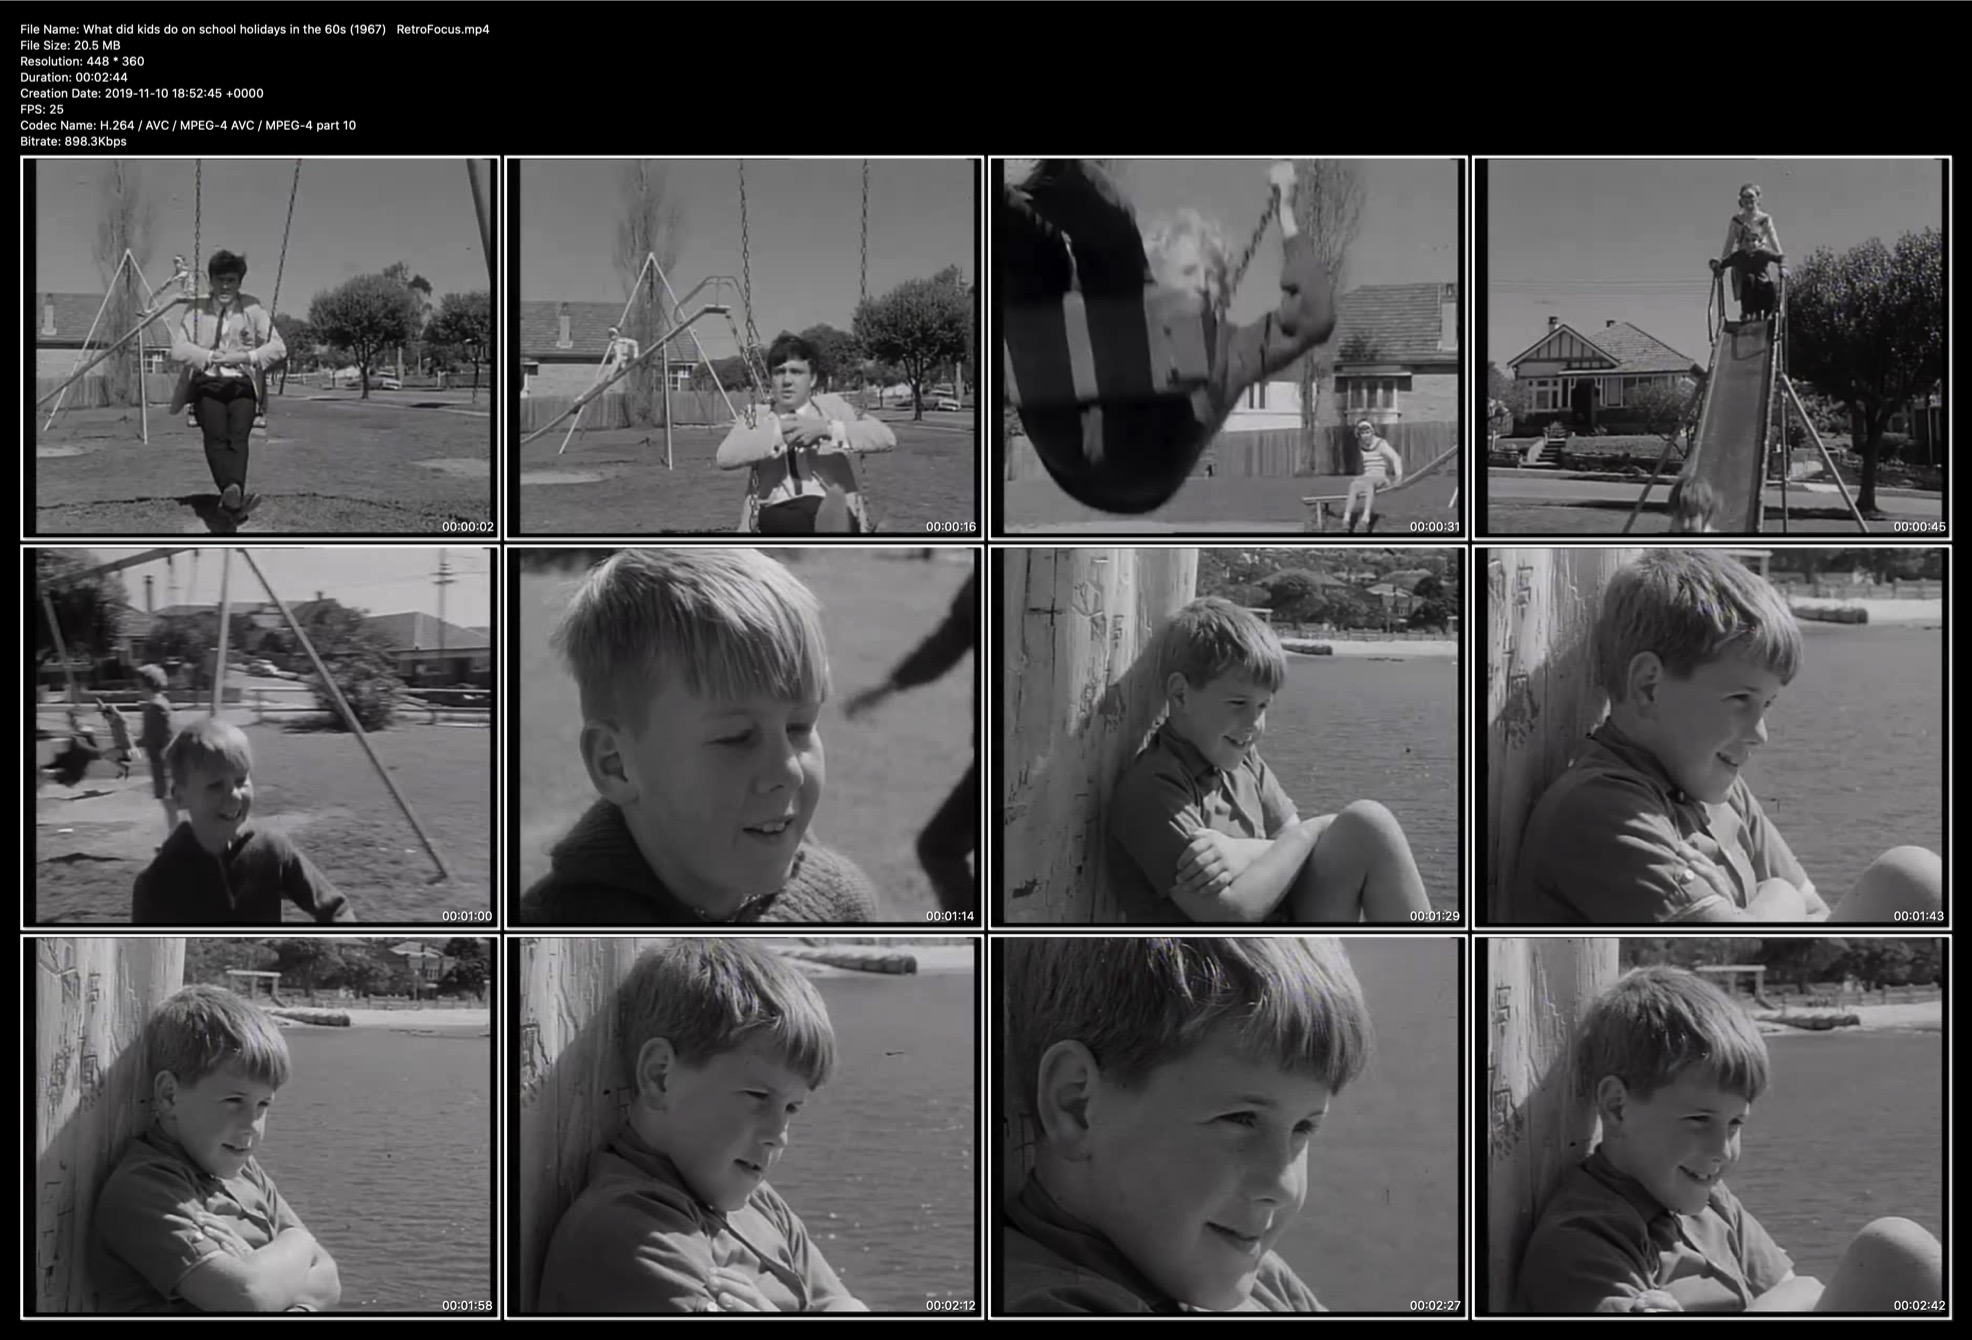 File Name: What did kids do on school holidays in the 60s (1967)   RetroFocus.mp4
File Size: 20.5 MB
Resolution: 448 * 360
Duration: 00:02:44
Creation Date: 2019-11-10 18:52:45 +0000
FPS: 25
Codec Name: H.264 / AVC / MPEG-4 AVC / MPEG-4 part 10
Bitrate: 898.3Kbps
00:00:02
00:00:16
00:00:31
00:00:45
00:01:00
00:01:14
00:01:29
00:01:43
00:01:58
00:02:12
00:02:27
00:02:42